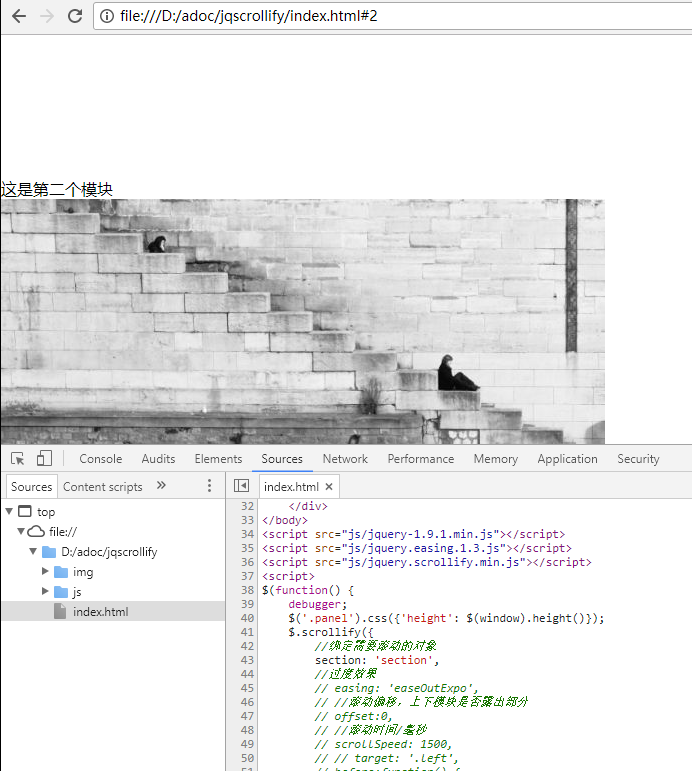 file:///D:/adoc/jqscrollify/index.html#2
这是第二个模块
Console Audits Elements Sources Network Performance Memory Application Security
Sources Content scripts » index.html ×
top
file://
D:/adoc/jqscrollify
img
js
index.html
32 </div>
33 </body>
34 <script src="js/jquery-1.9.1.min.js"></script>
35 <script src="js/jquery.easing.1.3.js"></script>
36 <script src="js/jquery.scrollify.min.js"></script>
37 <script>
38 $(function() {
39 debugger;
40 $('.panel').css({'height': $(window).height()});
41 $.scrollify({
42 //绑定需要滚动的对象
43 section: 'section',
44 //过度效果
45 // easing: 'easeOutExpo',
46 // //滚动偏移，上下模块是否露出部分
47 // offset:0,
48 // //滚动时间/毫秒
49 // scrollSpeed: 1500,
50 // // target: '.left',
51 // before:function() {